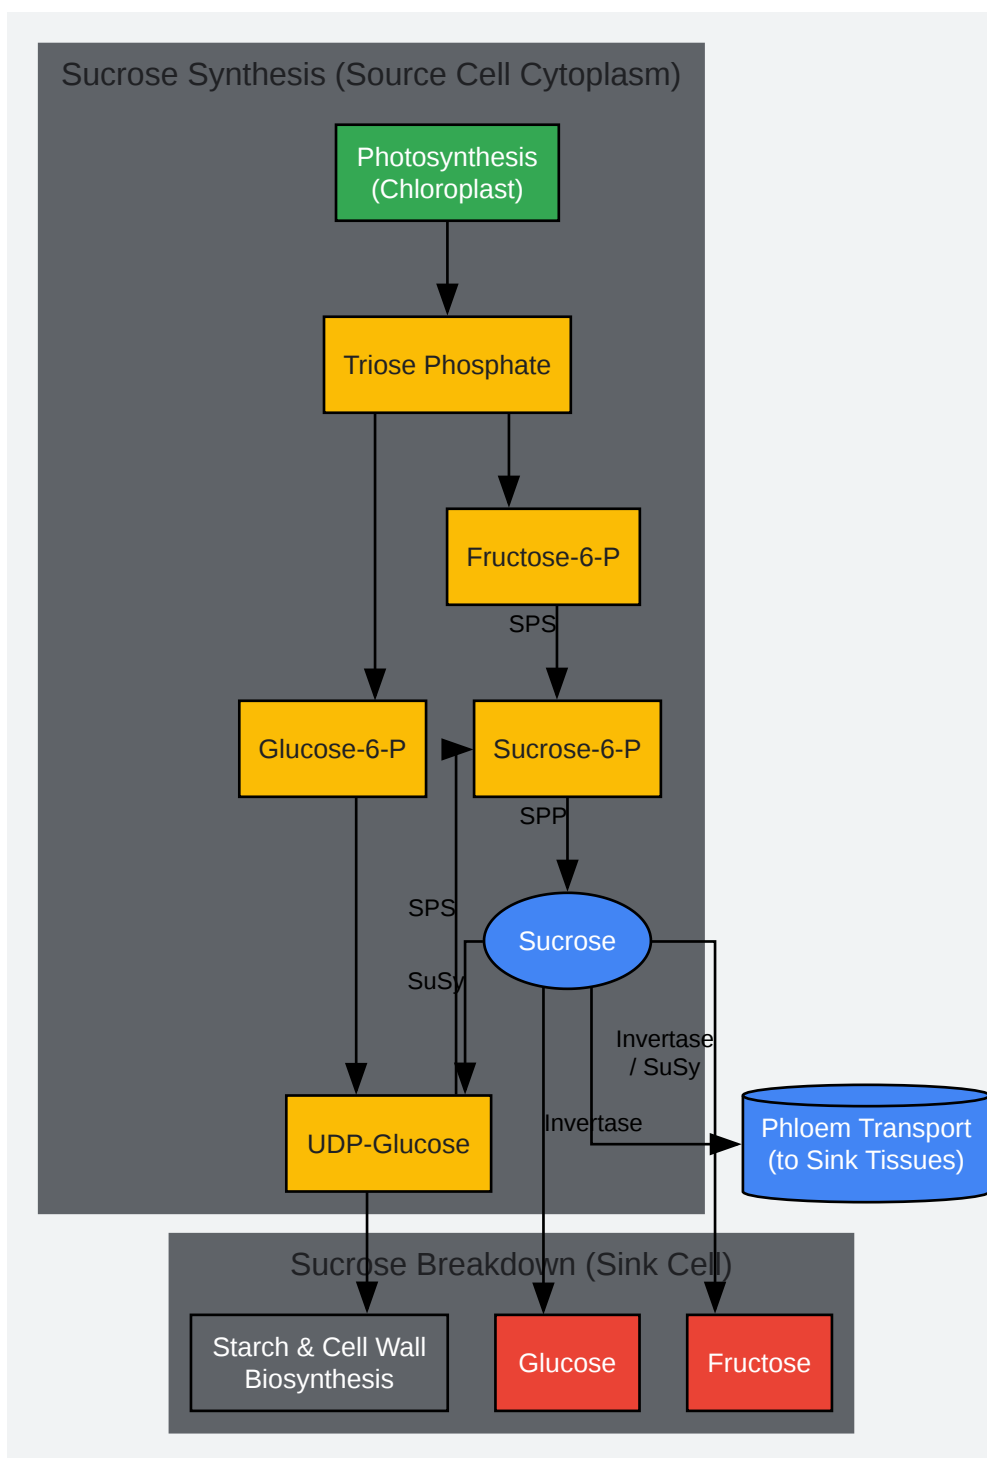 Sucrose Synthesis (Source Cell Cytoplasm)
Photosynthesis
(Chloroplast)
Triose Phosphate
Fructose-6-P
SPS
Glucose-6-P
Sucrose-6-P
SPP
SPS
Sucrose
SuSy
Invertase
/ SuSy
Invertase
UDP-Glucose
Phloem Transport
(to Sink Tissues)
Sucrose Breakdown (Sink Cell)
Starch & Cell Wall
Biosynthesis
Glucose
Fructose